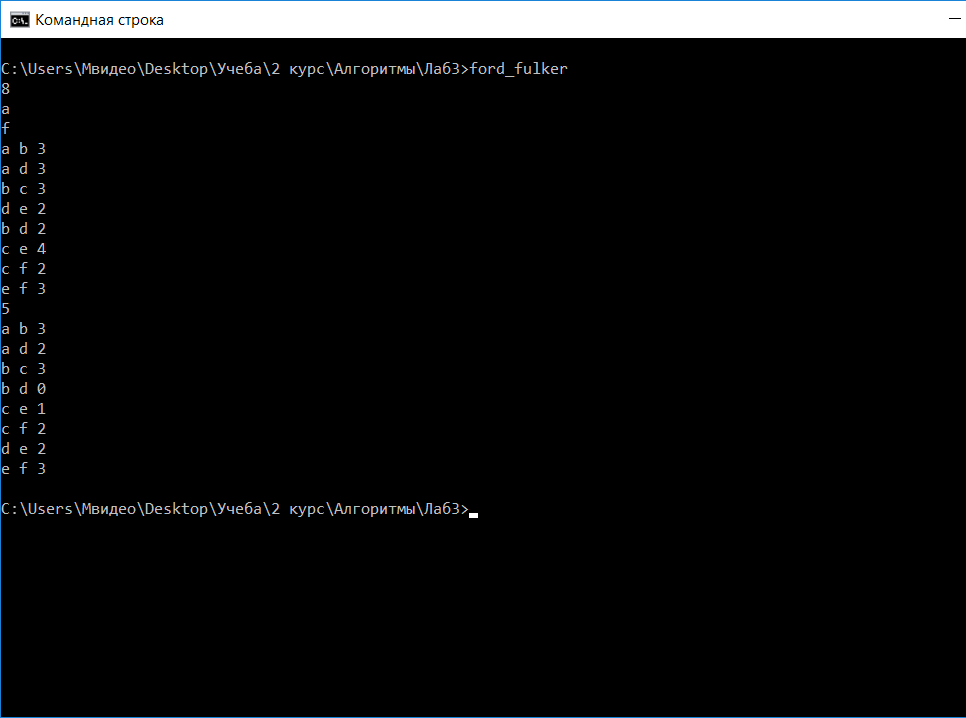 Командная строка
C:\Users\Мвидео\Desktop\Учеба\2 курс\Алгоритмы\Лаб3>ford_fulker
8
a
f
a b 3
a d 3
b c 3
d e 2
b d 2
c e 4
c f 2
e f 3
5
a b 3
a d 2
b c 3
b d 0
c e 1
c f 2
d e 2
e f 3
C:\Users\Мвидео\Desktop\Учеба\2 курс\Алгоритмы\Лаб3>